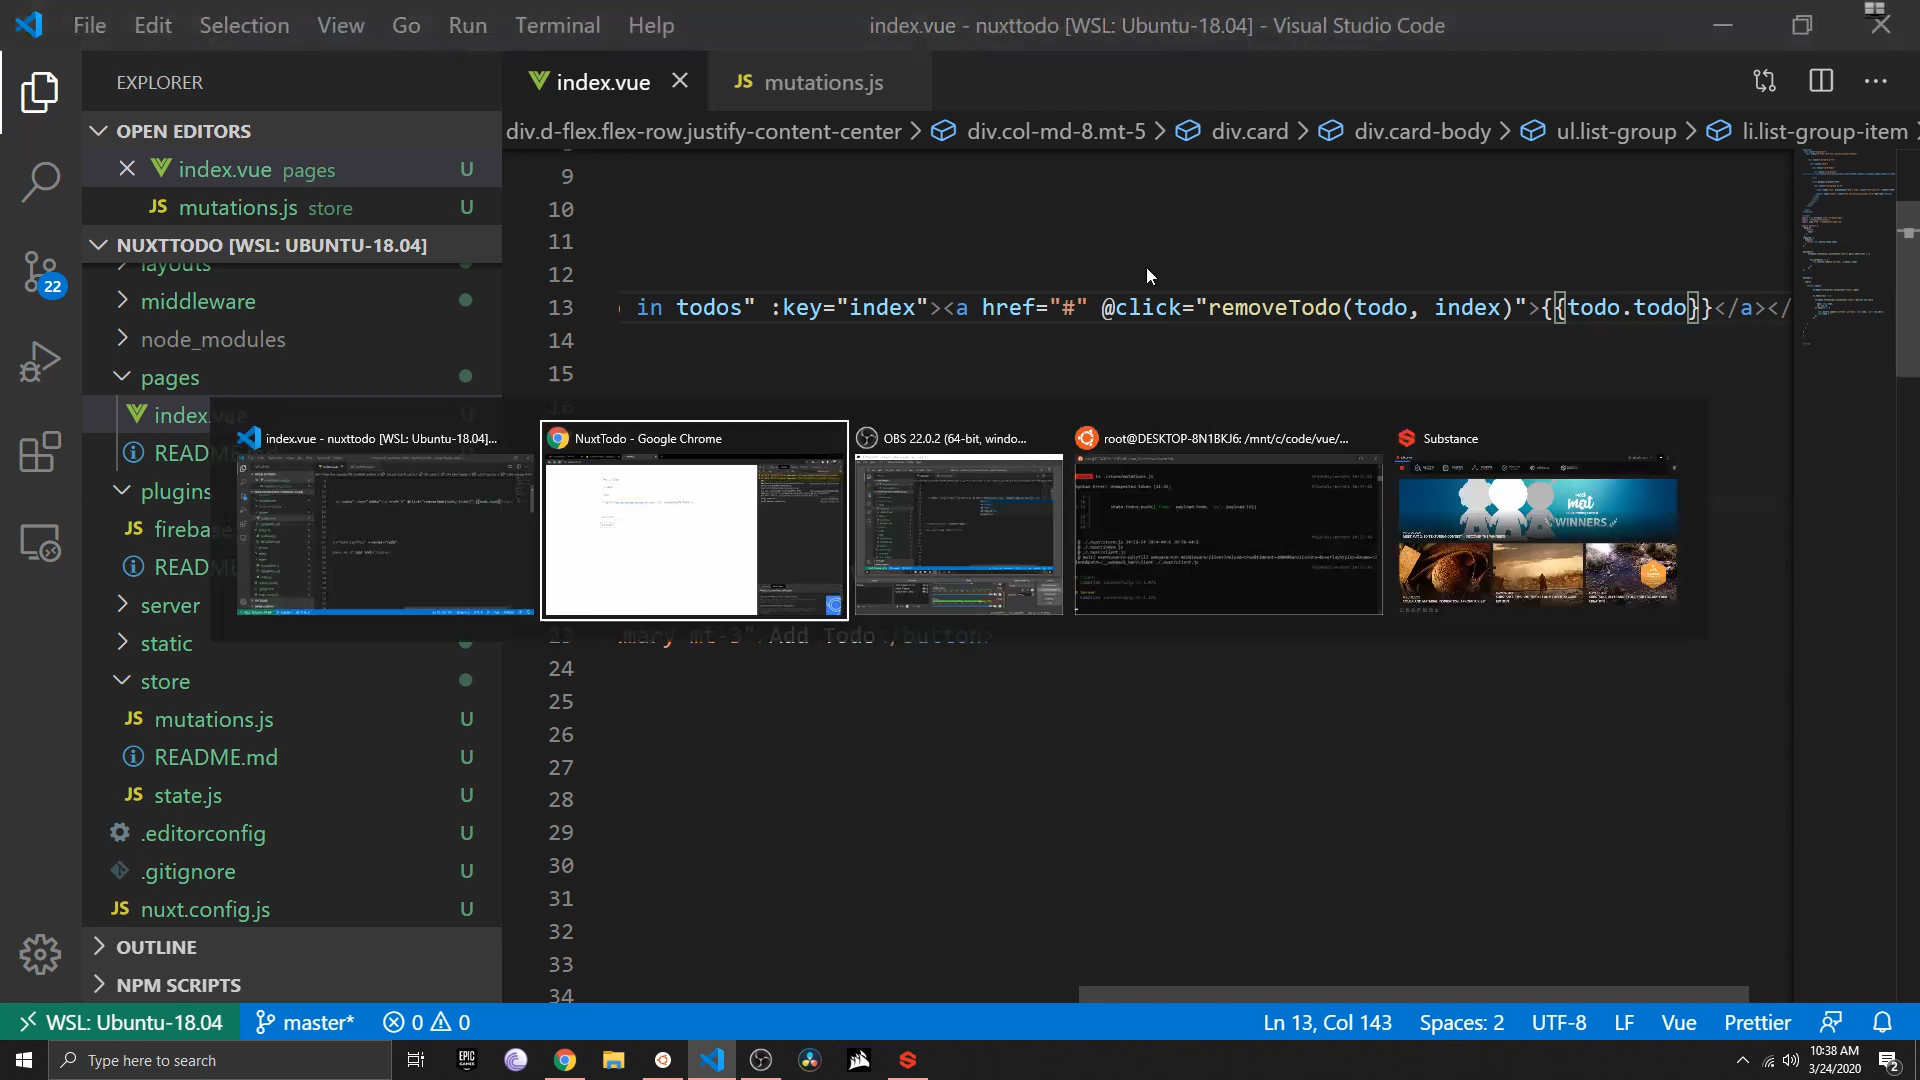 File Edit Selection View Go Run Terminal Help
index.vue - nuxttodo [WSL: Ubuntu-18.04] - Visual Studio Code
EXPLORER
index.vue
JS mutations.js
OPEN EDITORS
index.vue pages U
JS mutations.js store U
NUXTTODO [WSL: UBUNTU-18.04]
layouts
middleware
node_modules
pages
index.vue
READ
plugins
JS fireba
READ
server
static
store
JS mutations.js U
README.md U
JS state.js U
.editorconfig U
.gitignore U
JS nuxt.config.js U
OUTLINE
NPM SCRIPTS
22
div.d-flex.flex-row.justify-content-center > div.col-md-8.mt-5 > div.card > div.card-body > ul.list-group > li.list-group-item
9
10
11
12
13 in todos" :key="index"><a href="#" @click="removeTodo(todo, index)">{{todo.todo}}</a></
14
15
16
index.vue - nuxttodo [WSL: Ubuntu-18.04]...
NuxtTodo - Google Chrome
OBS 22.0.2 (64-bit, windo...
root@DESKTOP-8N1BKJ6: /mnt/c/code/vue/...
Substance
WINNERS
23 mary mt-3">Add Todo</button>
24
25
26
27
28
29
30
31
32
33
34
WSL: Ubuntu-18.04 master* 0 0 Ln 13, Col 143 Spaces: 2 UTF-8 LF Vue Prettier
Type here to search
EPIC GAMES
10:38 AM
3/24/2020
2